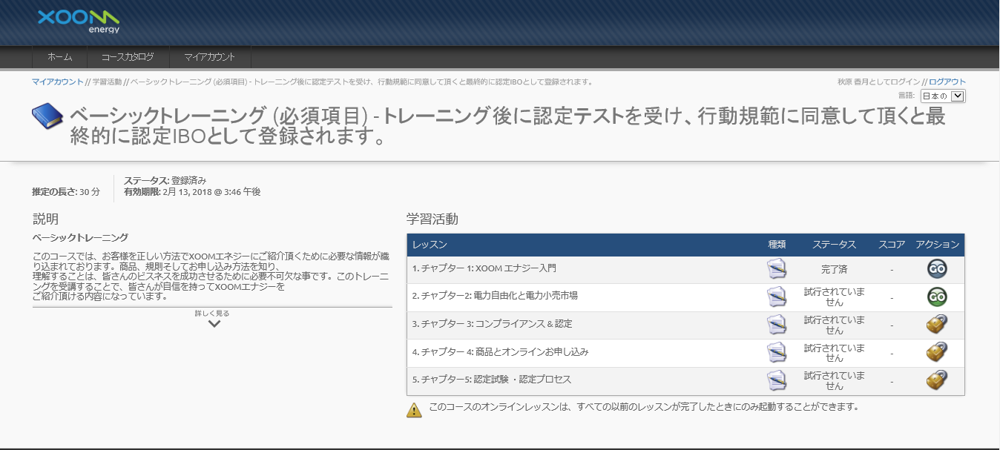 XOOM
energy
ホーム
コースカタログ
マイアカウント
マイアカウント // 学習活動 // ベーシックトレーニング (必須項目) - トレーニング後に認定テストを受け、行動規範に同意して頂くと最終的に認定IBOとして登録されます。
秋原 香月としてログイン // ログアウト
言語: 日本の
ベーシックトレーニング (必須項目) - トレーニング後に認定テストを受け、行動規範に同意して頂くと最
終的に認定IBOとして登録されます。
推定の長さ: 30 分
ステータス: 登録済み
有効期限: 2月 13, 2018 @ 3:46 午後
説明
ベーシックトレーニング
このコースでは、お客様を正しい方法でXOOMエネジーにご紹介頂くために必要な情報が織
り込まれております。商品、規則そしてお申し込み方法を知り、
理解することは、皆さんのビスネスを成功させるために必要不可欠な事です。このトレーニ
ングを受講することで、皆さんが自信を持ってXOOMエナジーを
ご紹介頂ける内容になっています。
詳しく見る
学習活動
レッスン 種類 ステータス スコア アクション
1. チャプター 1: XOOM エナジー入門 完了済 - GO
2. チャプター2: 電力自由化と電力小売市場 試行されていま
せん - GO
3. チャプター 3: コンプライアンス & 認定 試行されていま
せん -
4. チャプター 4: 商品とオンラインお申し込み 試行されていま
せん -
5. チャプター5: 認定試験 ・認定プロセス 試行されていま
せん -
このコースのオンラインレッスンは、すべての以前のレッスンが完了したときにのみ起動することができます。